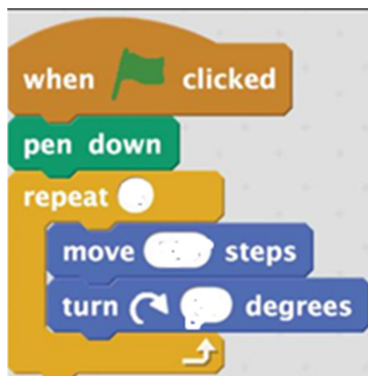 when clicked
pen down
repeat
move steps
turn degrees